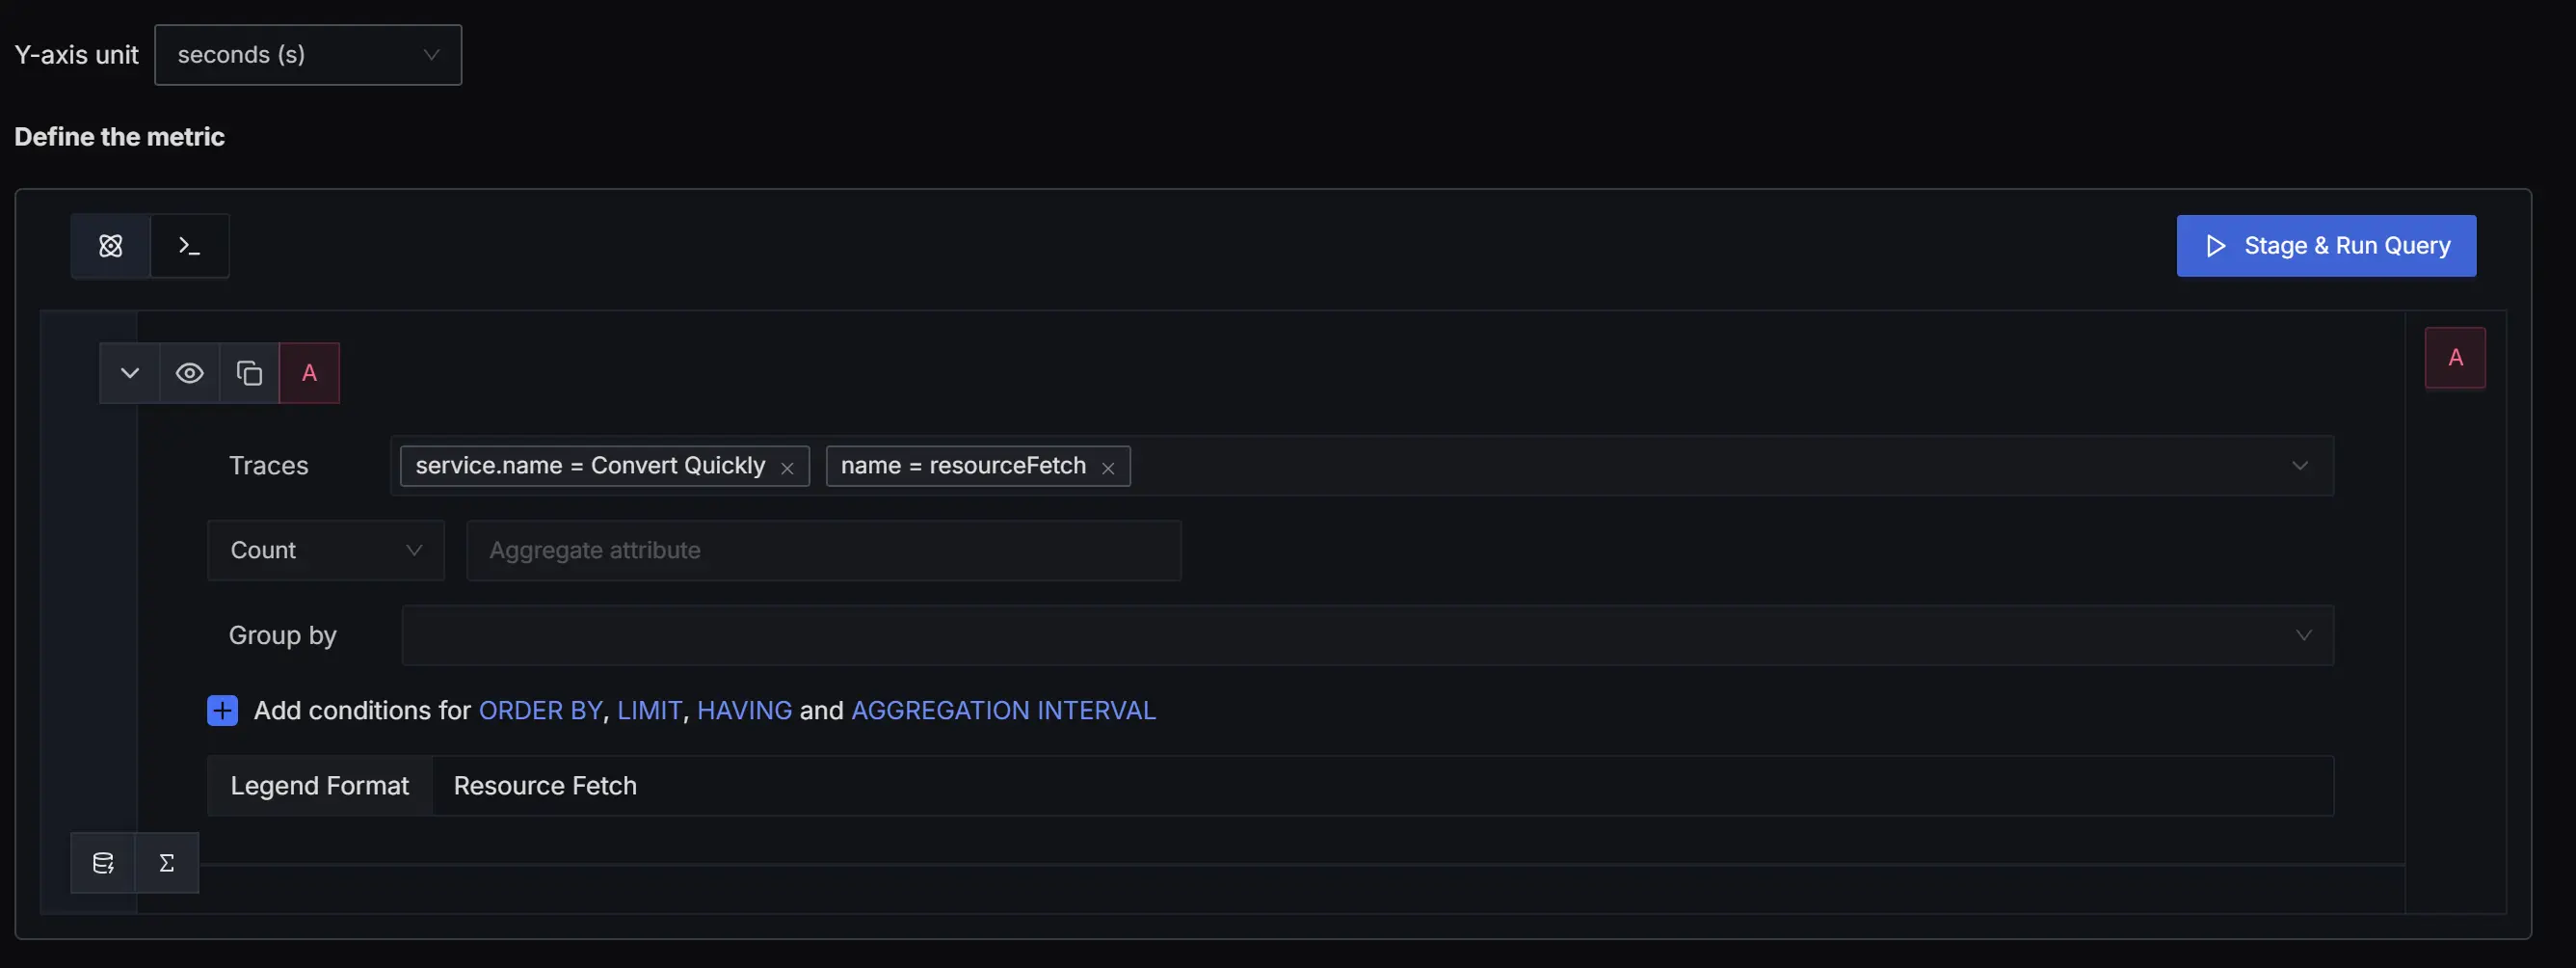 Y-axis unit seconds (s)
Define the metric
Stage & Run Query
A A
Traces service.name = Convert Quickly name = resourceFetch
Count Aggregate attribute
Group by
Add conditions for ORDER BY, LIMIT, HAVING and AGGREGATION INTERVAL
Legend Format Resource Fetch
Σ